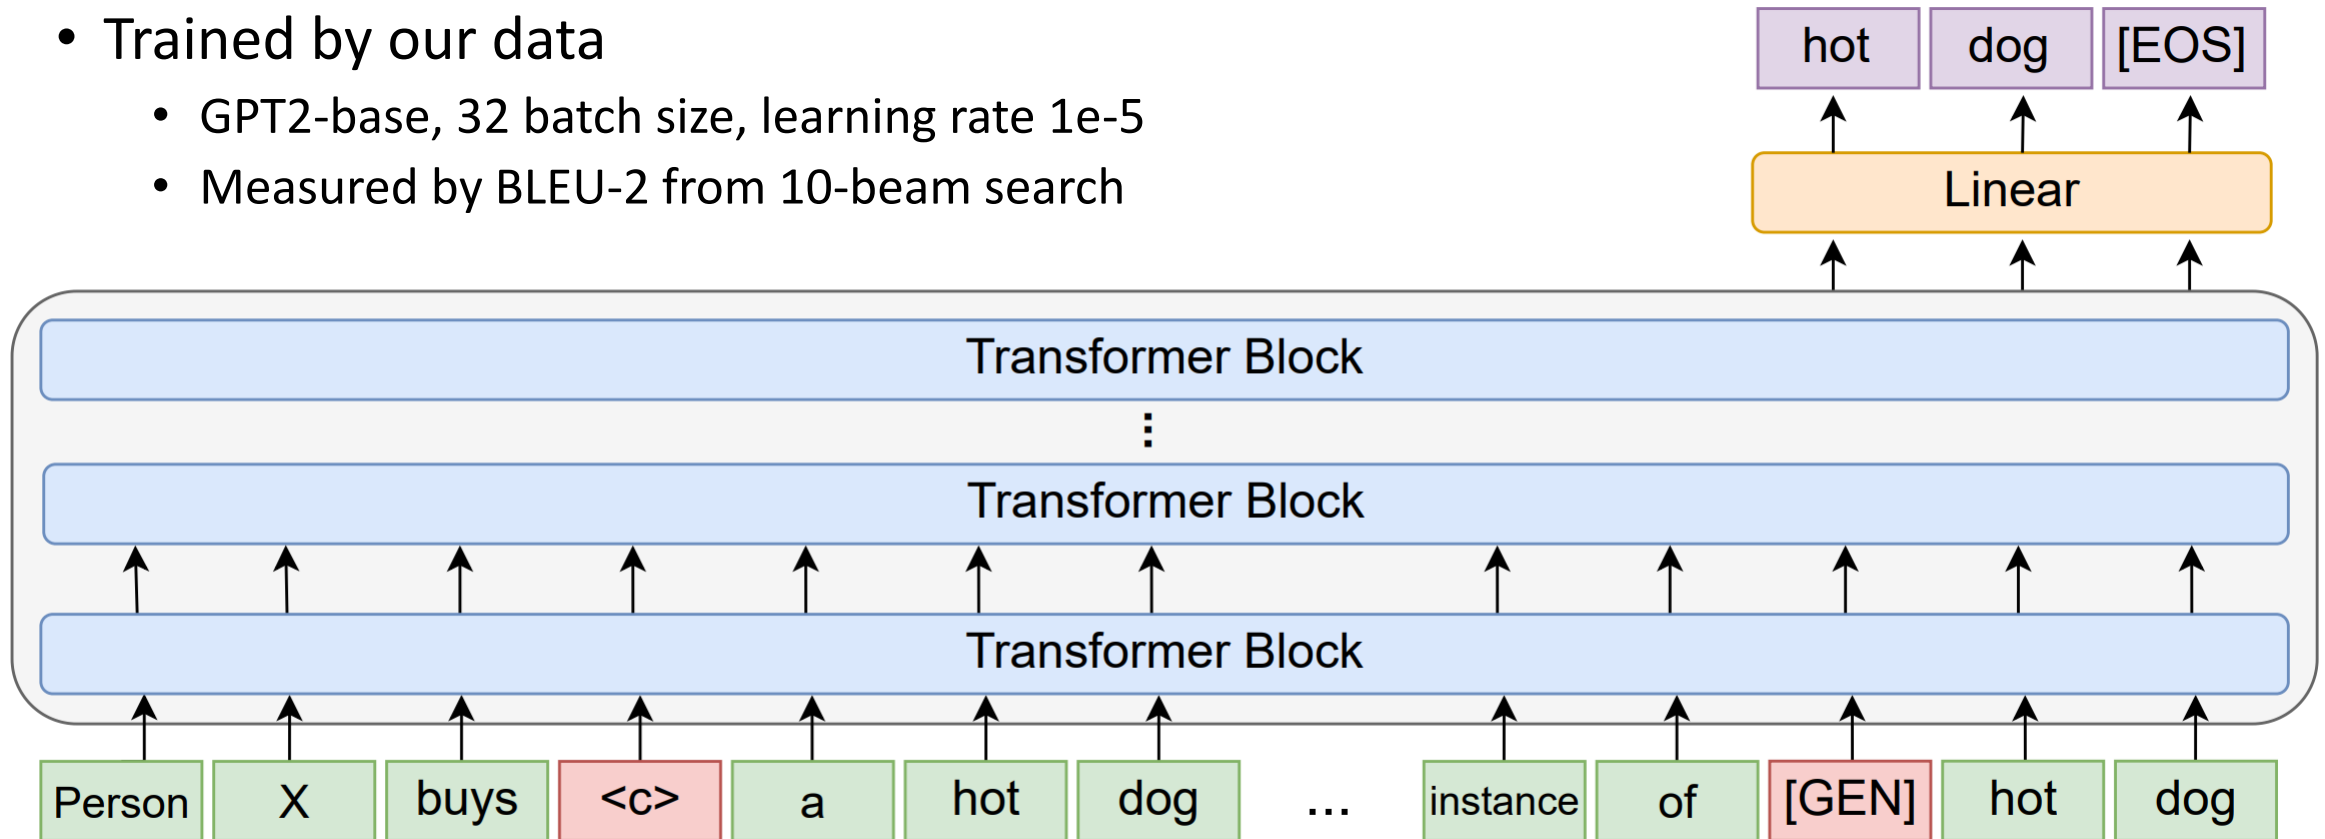 • Trained by our data
• GPT2-base, 32 batch size, learning rate 1e-5
• Measured by BLEU-2 from 10-beam search
hot dog [EOS]
Linear
Transformer Block
⋮
Transformer Block
Transformer Block
Person X buys <c> a hot dog ... instance of [GEN] hot dog